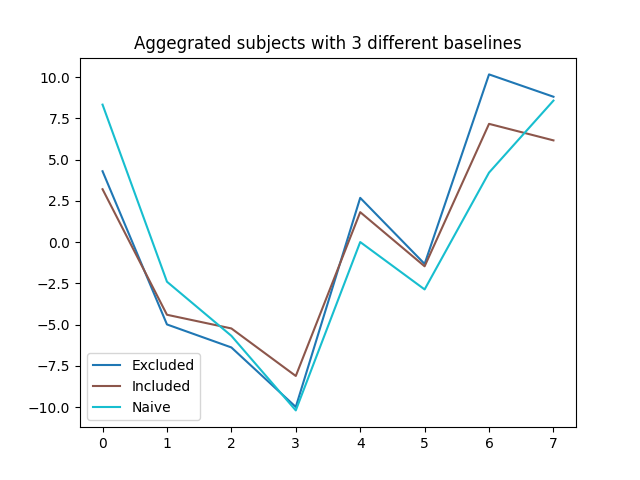 Aggegrated subjects with 3 different baselines
10.0
7.5
5.0
2.5
0.0
−2.5
−5.0
−7.5
−10.0
Excluded
Included
Naive
0 1 2 3 4 5 6 7